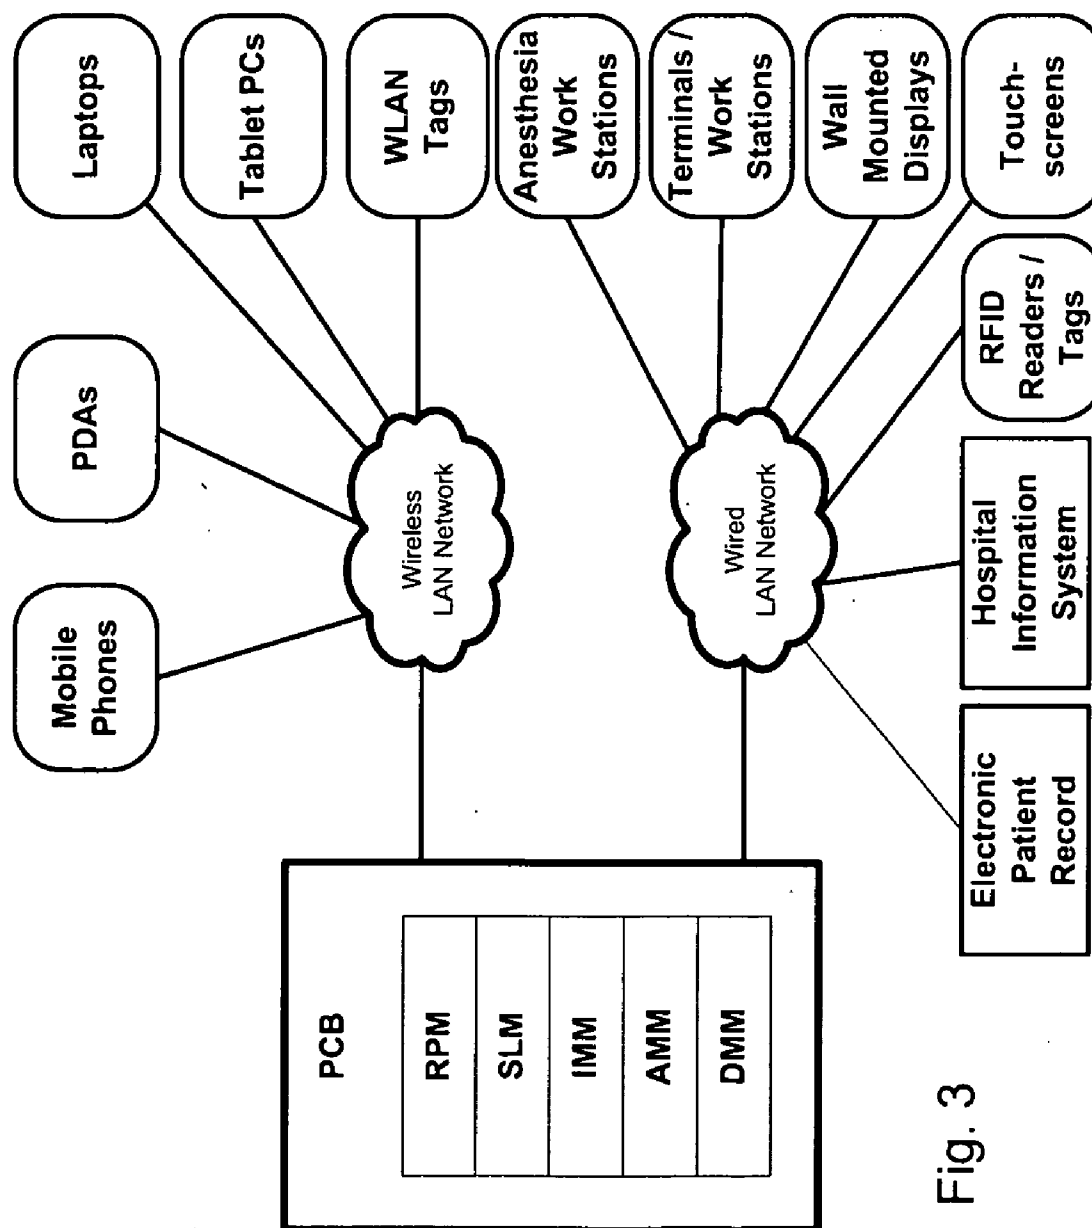 PCB
RPM
SLM
IMM
AMM
DMM
Mobile
Phones
PDAs
Laptops
Tablet PCs
WLAN
Tags
Wireless
LAN Network
Wired
LAN Network
Anesthesia
Work
Stations
Terminals /
Work
Stations
Wall
Mounted
Displays
Touch-
screens
RFID
Readers /
Tags
Hospital
Information
System
Electronic
Patient
Record
Fig. 3